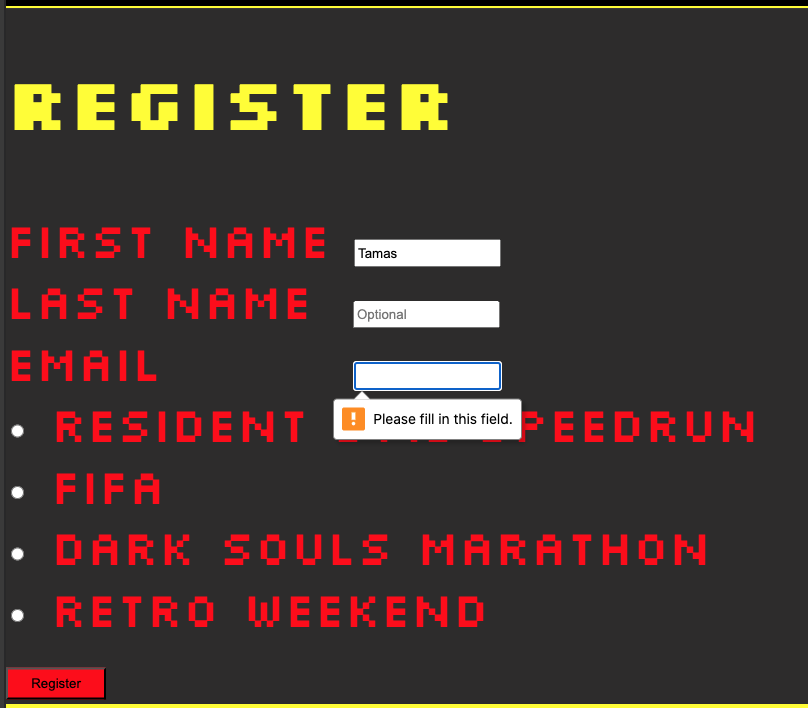 REGISTER
FIRST NAME Tamas
LAST NAME Optional
EMAIL
Please fill in this field.
RESIDENT SPEEDRUN
FIFA
DARK SOULS MARATHON
RETRO WEEKEND
Register